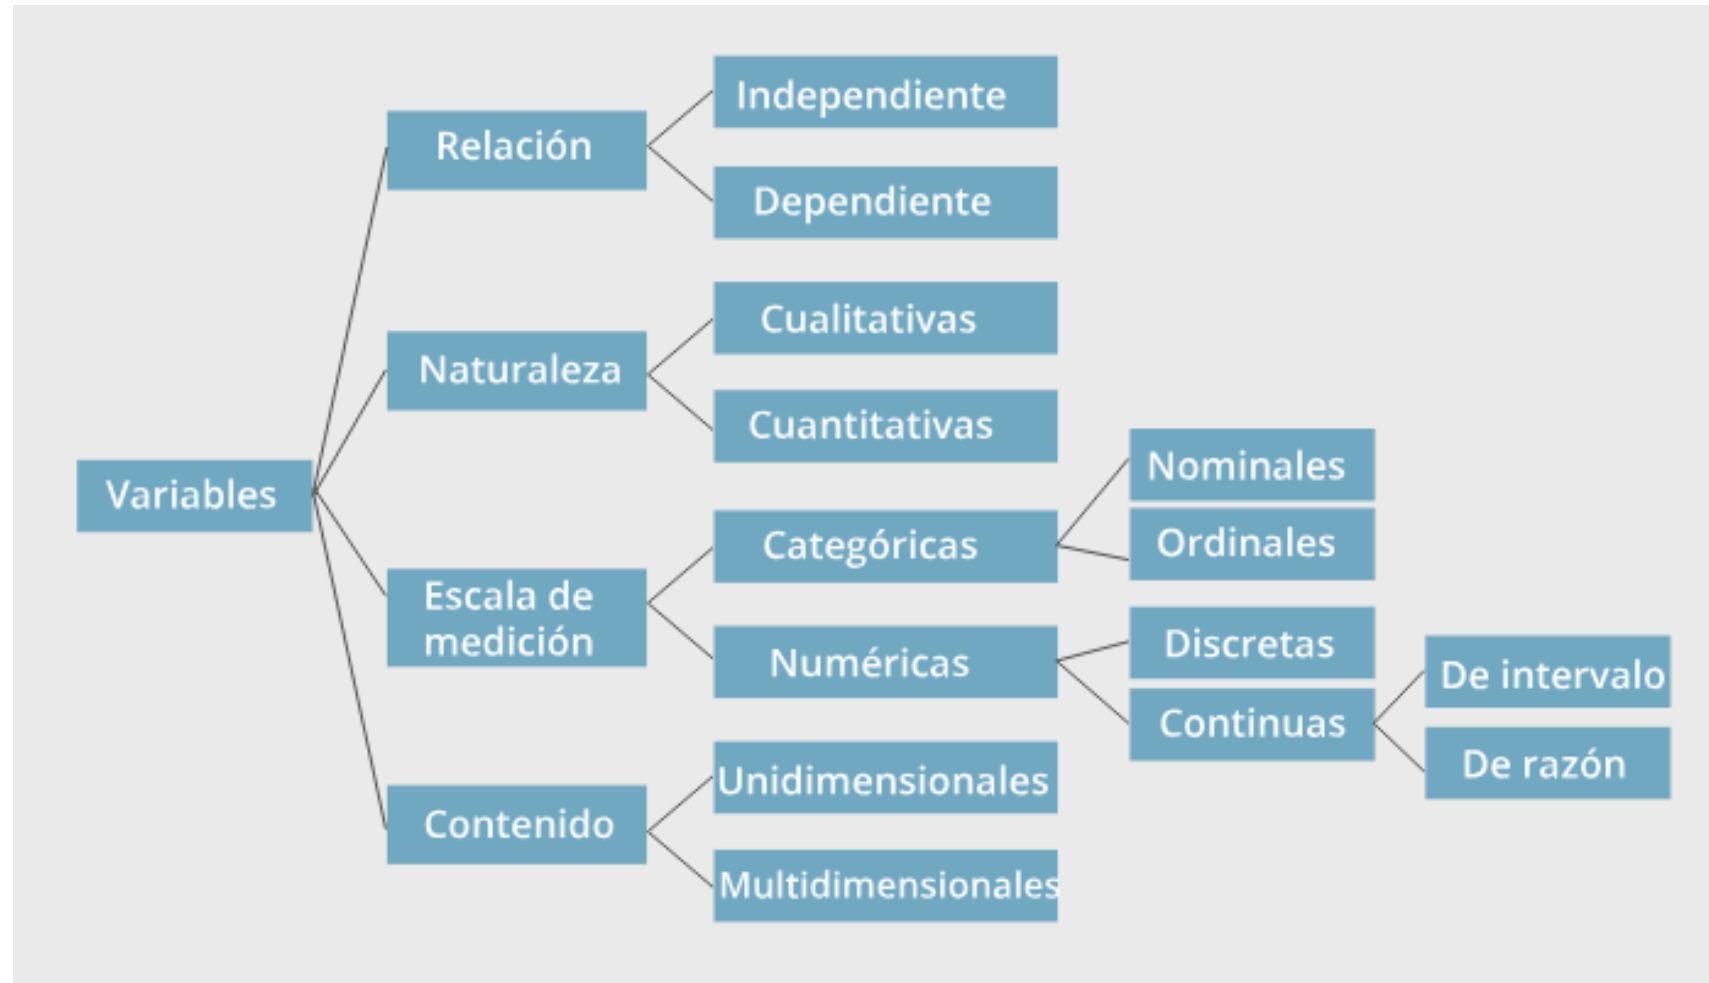 Variables
Relación
Independiente
Dependiente
Naturaleza
Cualitativas
Cuantitativas
Escala de
medición
Categóricas
Nominales
Ordinales
Numéricas
Discretas
Continuas
De intervalo
De razón
Contenido
Unidimensionales
Multidimensionales